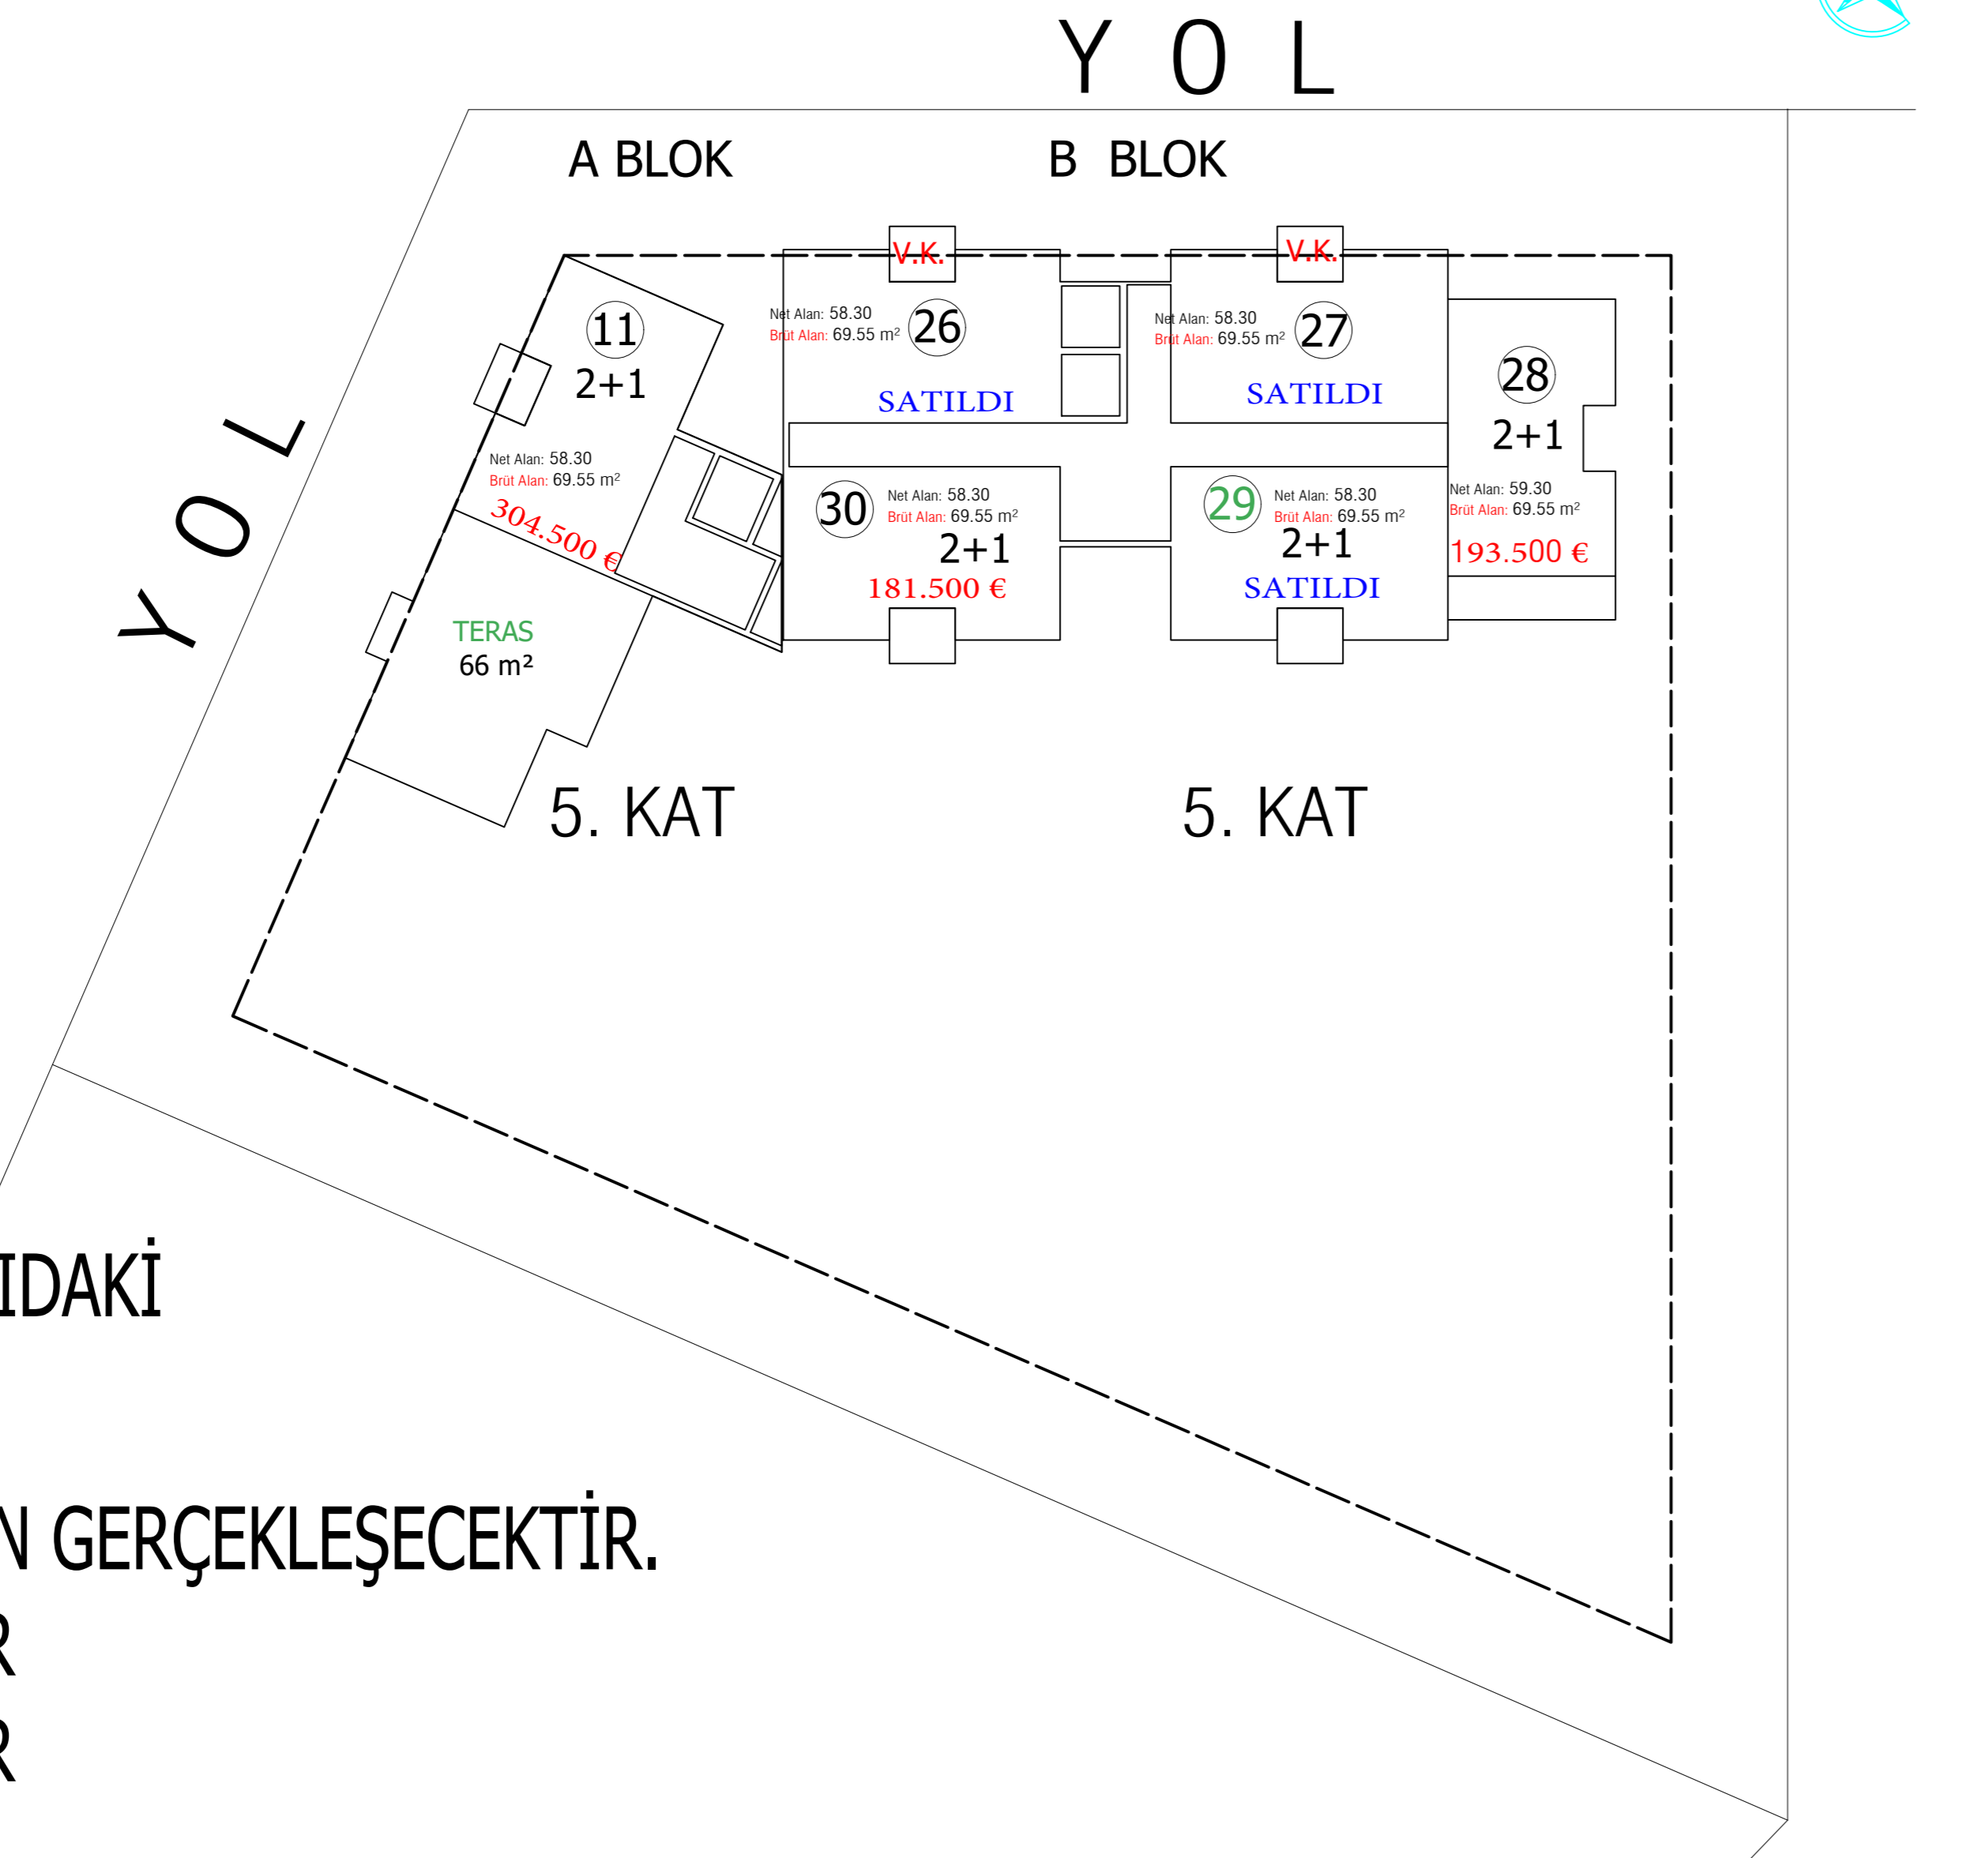 Y O L
A BLOK
B BLOK
V.K.
V.K.
11
2+1
Net Alan: 58.30
Brüt Alan: 69.55 m²
304.500 €
TERAS
66 m²
Y O L
Net Alan: 58.30
Brüt Alan: 69.55 m²
26
SATILDI
Net Alan: 58.30
Brüt Alan: 69.55 m²
27
SATILDI
28
2+1
Net Alan: 59.30
Brüt Alan: 69.55 m²
193.500 €
30
Net Alan: 58.30
Brüt Alan: 69.55 m²
2+1
181.500 €
29
Net Alan: 58.30
Brüt Alan: 69.55 m²
2+1
SATILDI
5. KAT
5. KAT
IDAKİ
N GERÇEKLEŞECEKTİR.
R
R